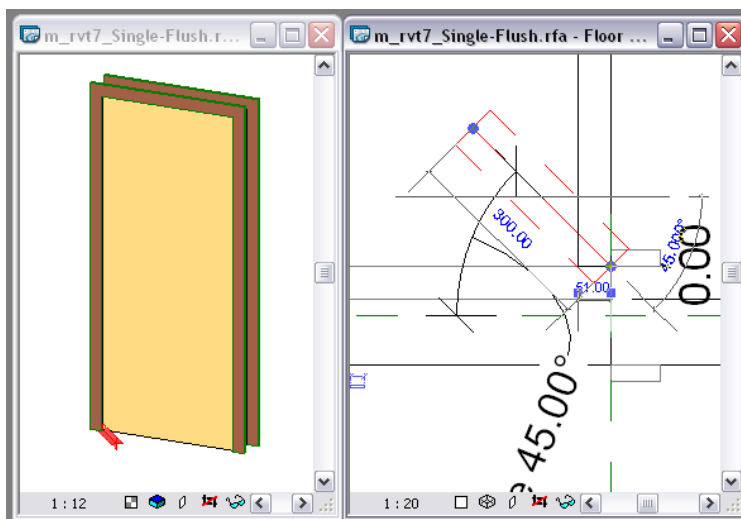 m_rvt7_Single-Flush.r...
m_rvt7_Single-Flush.rfa - Floor ...
300.00
45.000°
0.00
51.00
e 45.00°
1 : 12
1 : 20